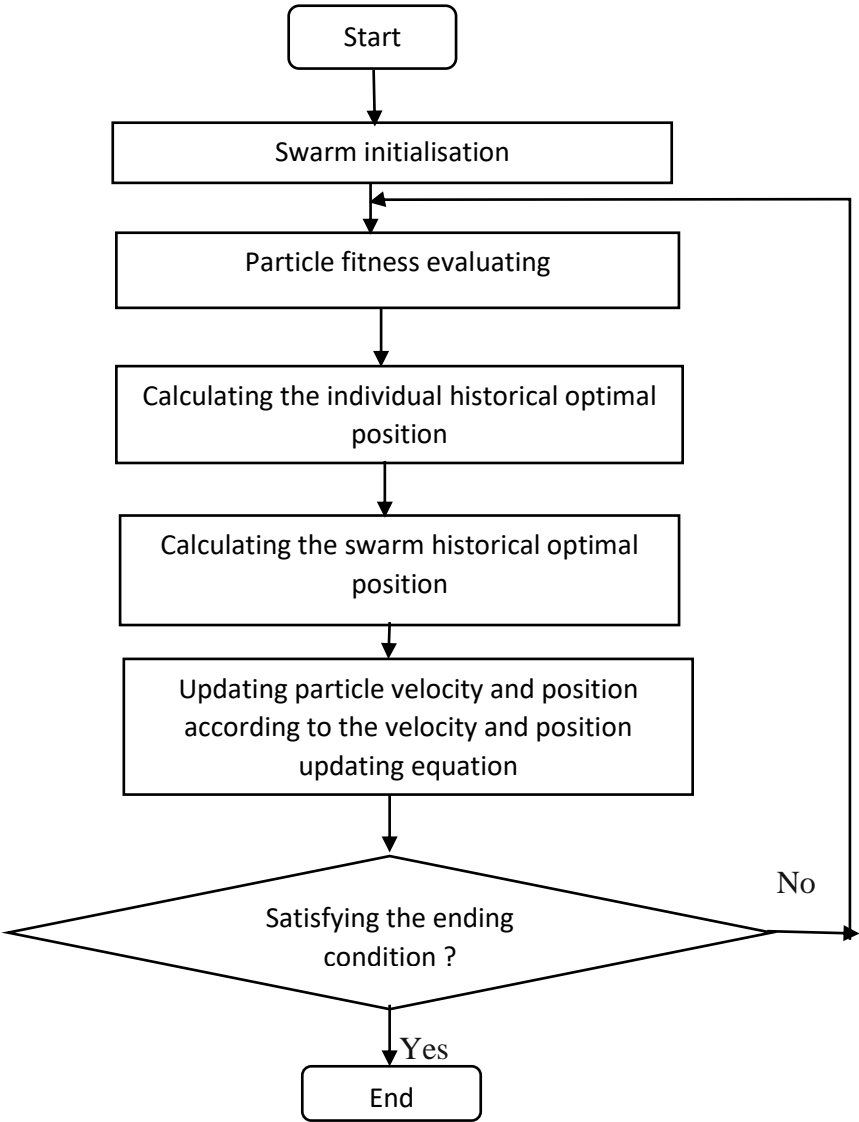 Start
Swarm initialisation
Particle fitness evaluating
Calculating the individual historical optimal
position
Calculating the swarm historical optimal
position
Updating particle velocity and position
according to the velocity and position
updating equation
No
Satisfying the ending
condition ?
Yes
End